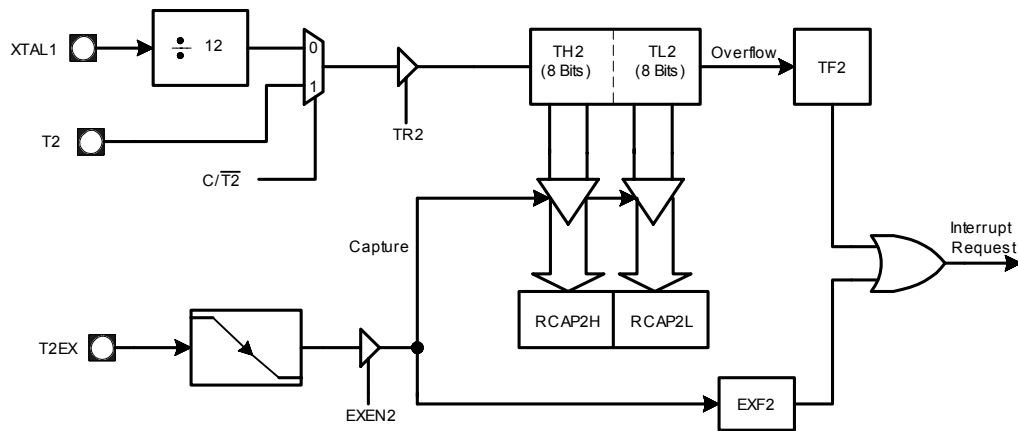 XTAL1
÷ 12
0
1
T2
C/T2
TR2
TH2
(8 Bits)
TL2
(8 Bits)
Overflow
TF2
Capture
Interrupt
Request
RCAP2H
RCAP2L
T2EX
EXEN2
EXF2